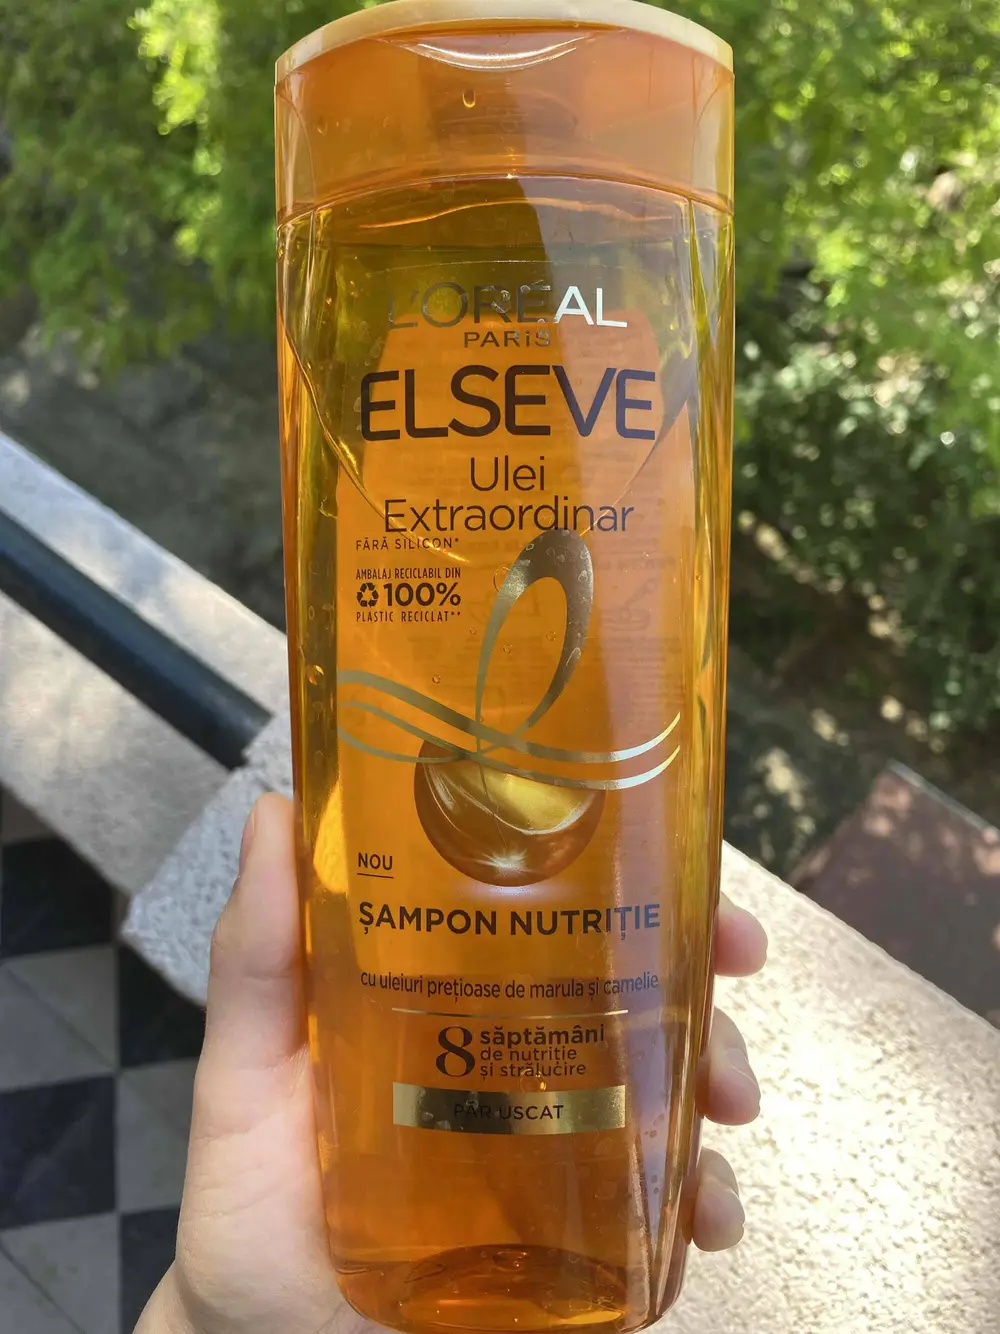 L'ORÉAL
PARIS
ELSEVE
Ulei
Extraordinar
FĂRĂ SILICON*
AMBALAJ RECICLABIL DIN
100%
PLASTIC RECICLAT**
NOU
ȘAMPON NUTRIȚIE
cu uleiuri prețioase de marula și camelie
8 săptămâni
de nutriție
și strălucire
PĂR USCAT